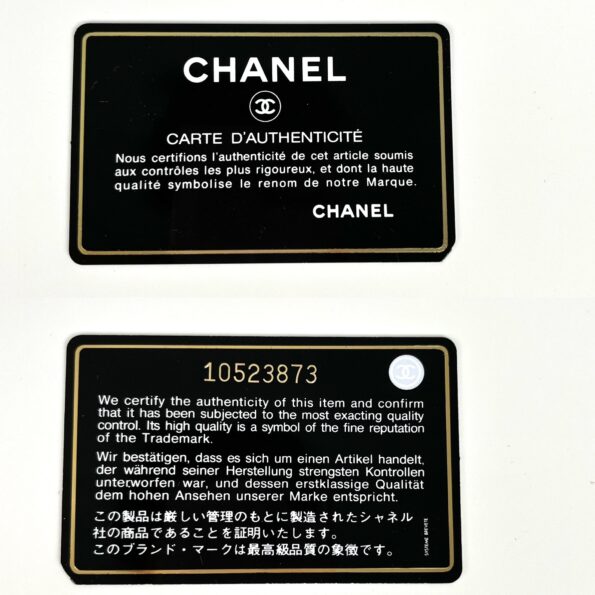 CHANEL
CARTE D'AUTHENTICITÉ
Nous certifions l'authenticité de cet article soumis
aux contrôles les plus rigoureux, et dont la haute
qualité symbolise le renom de notre Marque.
CHANEL
10523873
We certify the authenticity of this item and confirm
that it has been subjected to the most exacting quality
control. Its high quality is a symbol of the fine reputation
of the Trademark.
Wir bestätigen, dass es sich um einen Artikel handelt,
der während seiner Herstellung strengsten Kontrollen
unterworfen war, und dessen erstklassige Qualität
dem hohen Ansehen unserer Marke entspricht.
この製品は厳しい管理のもとに製造されたシャネル
社の商品であることを証明いたします。
このブランド・マークは最高級品質の象徴です。
SYSTEME BREVETE